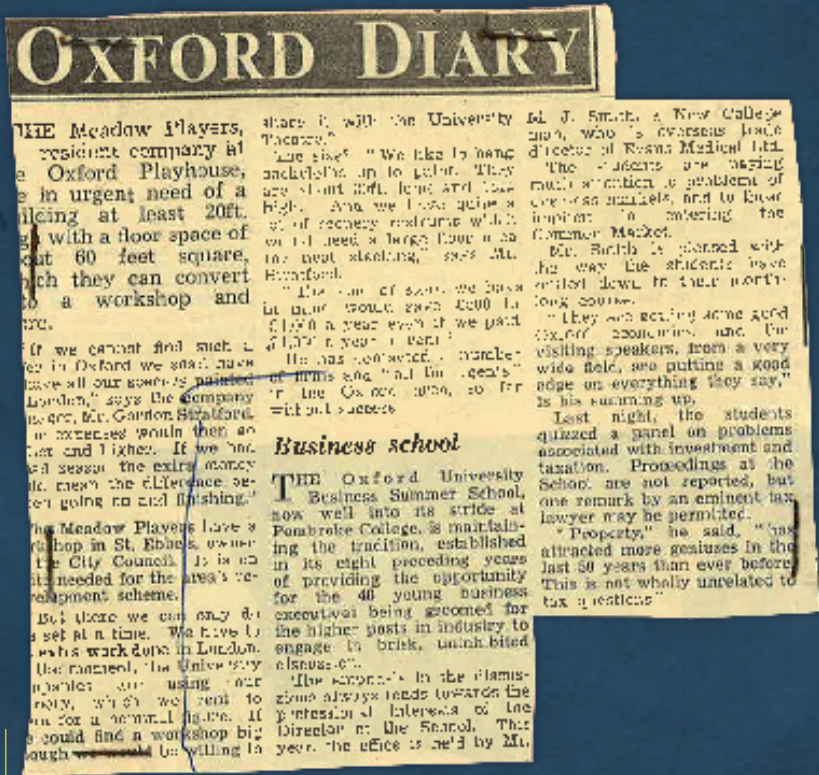 OXFORD DIARY
THE Meadow Players,
resident company at
Oxford Playhouse,
in urgent need of a
at least 20ft.
with a floor space of
60 feet square,
which they can convert
a workshop and
If we cannot find such
in Oxford we shall have
all our scenery painted
London," says the company
Mr. Gordon Stratford.
expenses would then go
and higher. If we had
season the extra money
mean the difference
going on and finishing."
The Meadow Players have a
workshop in St. Ebbe's, owned
the City Council. It is on
needed for the area's
scheme.
But there we can only do
set at a time. We have to
work done in London.
the moment, the University
are using our
which we rent to
for a nominal figure. If
could find a workshop big
would be willing to
share it with the University
Theatre."
The size? "We like to hang
up to paint. They
are about 30ft. long and
high. And we have quite a
of scenery which
would need a large floor area
for neat stacking," says Mr.
Stratford.
of we have
in mind would save to
a year even if we paid
a year
He has contacted a number
of firms and
in the Oxford area, so far
without success.
Business school
THE Oxford University
Business Summer School,
now well into its stride at
Pembroke College, is maintain-
ing the tradition, established
in its eight preceding years
of providing the opportunity
for the 40 young business
executives being groomed for
the higher posts in industry to
engage in brisk, uninhibited
discussion.
The emphasis in the discus-
sions always tends towards the
professional interests of the
Director of the School. This
year, the office is held by Mr.
M. J. Smith, a New College
man, who is overseas trade
director of Evans Medical Ltd.
The students are paying
much attention to problems of
overseas markets, and to
in entering the
Common Market.
Mr. Smith is pleased with
the way the students have
settled down to their month-
long course.
"They are getting some good
Oxford economics, and the
visiting speakers, from a very
wide field, are putting a good
edge on everything they say,"
is his summing up.
Last night, the students
quizzed a panel on problems
associated with investment and
taxation. Proceedings at the
School are not reported, but
one remark by an eminent tax
lawyer may be permitted.
"Property," he said, "has
attracted more geniuses in the
last 50 years than ever before.
This is not wholly unrelated to
tax questions."